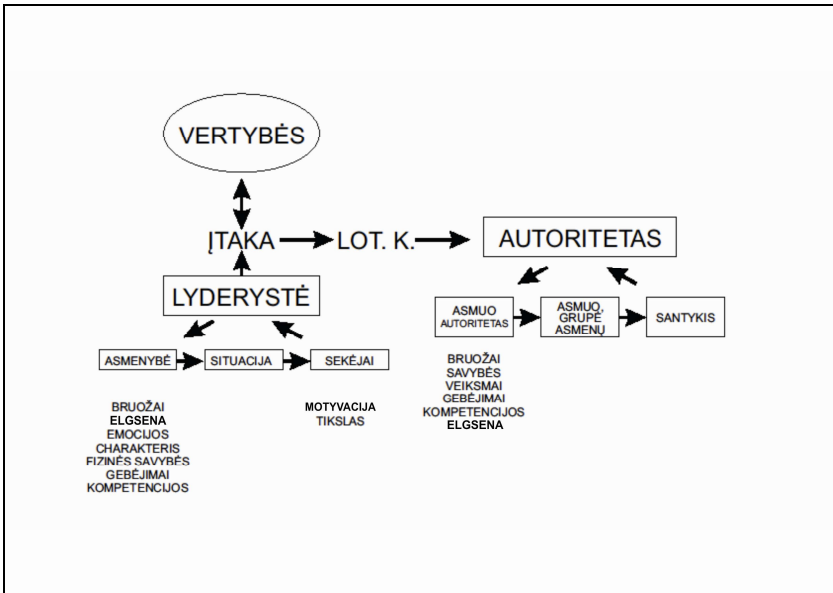 VERTYBĖS
ĮTAKA
LOT. K.
AUTORITETAS
LYDERYSTĖ
ASMENYBĖ
SITUACIJA
SEKĖJAI
BRUOŽAI
ELGSENA
EMOCIJOS
CHARAKTERIS
FIZINĖS SAVYBĖS
GEBĖJIMAI
KOMPETENCIJOS
MOTYVACIJA
TIKSLAS
ASMUO
AUTORITETAS
ASMUO,
GRUPĖ
ASMENŲ
SANTYKIS
BRUOŽAI
SAVYBĖS
VEIKSMAI
GEBĖJIMAI
KOMPETENCIJOS
ELGSENA